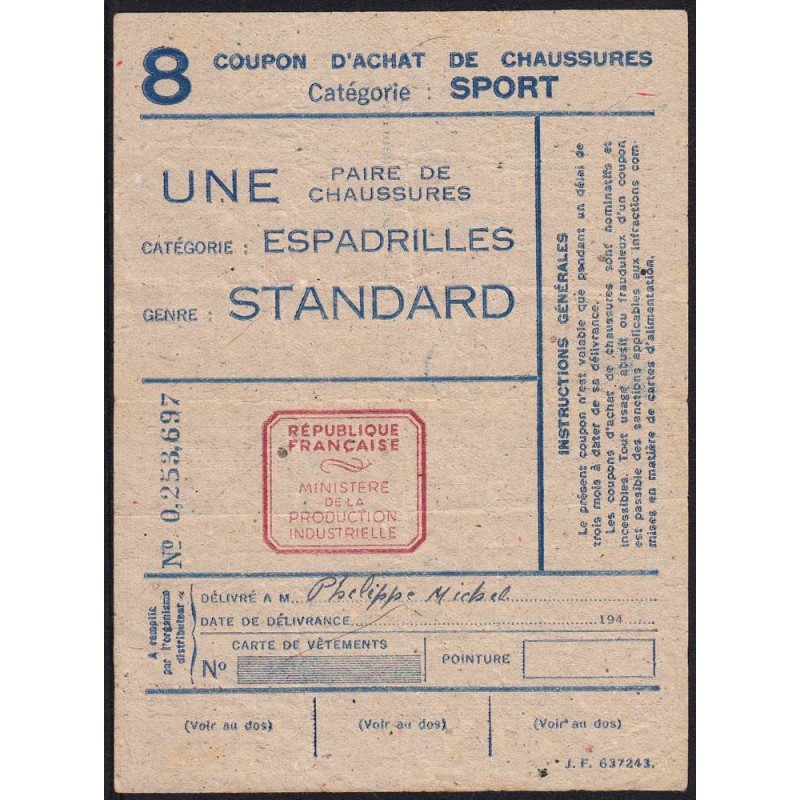 8 COUPON D'ACHAT DE CHAUSSURES
Catégorie : SPORT
UNE PAIRE DE CHAUSSURES
CATÉGORIE : ESPADRILLES
GENRE : STANDARD
INSTRUCTIONS GÉNÉRALES
Le présent coupon n'est valable que pendant un délai de
trois mois à dater de sa délivrance.
Les coupons d'achat de chaussures sont nominatifs et
incessibles. Tout usage abusif ou frauduleux d'un coupon
est passible des sanctions applicables aux infractions com-
mises en matière de cartes d'alimentation.
No 0,253,697
RÉPUBLIQUE
FRANÇAISE
MINISTÈRE
DE LA
PRODUCTION
INDUSTRIELLE
A remplir
par l'organisme
distributeur
DÉLIVRÉ A M. Phelippe Michel
DATE DE DÉLIVRANCE 194
CARTE DE VÊTEMENTS
No
POINTURE
(Voir au dos) (Voir au dos) (Voir au dos)
J. F. 637243.